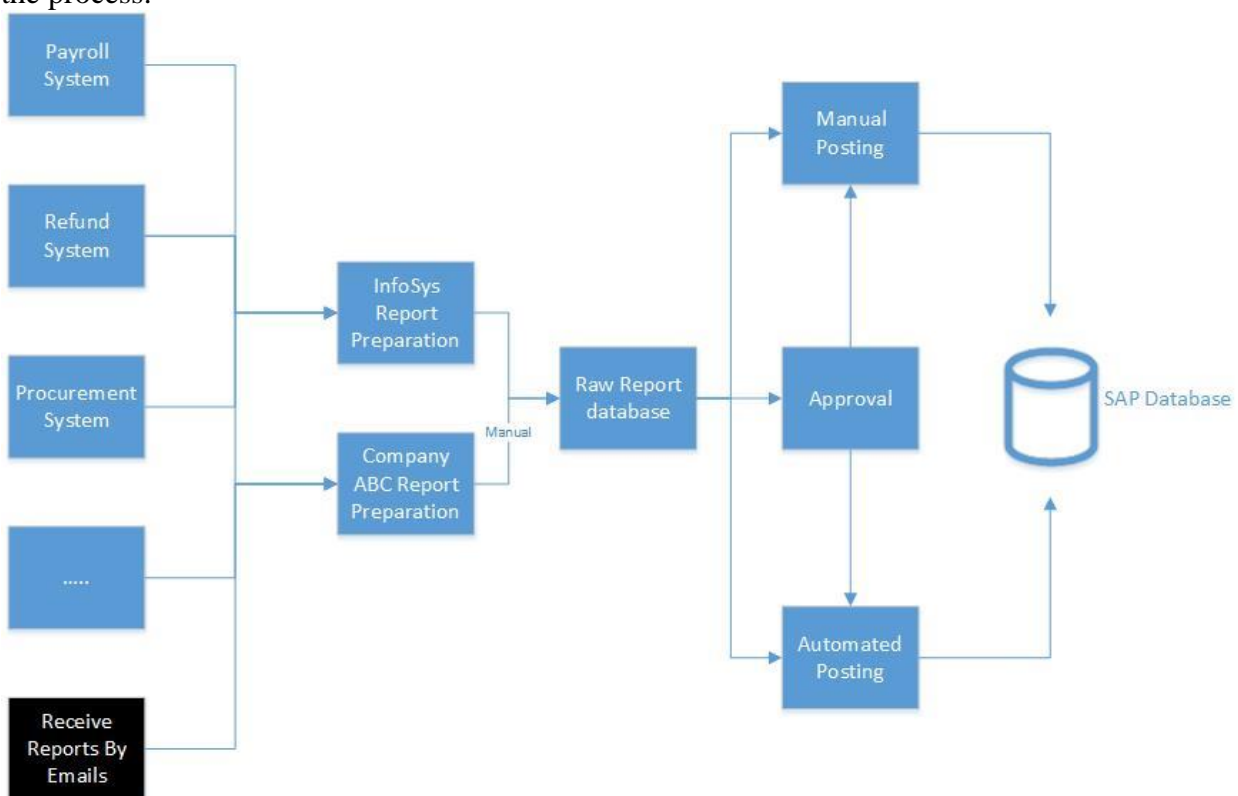 the process.
Payroll
System
Refund
System
Procurement
System
.....
Receive
Reports By
Emails
InfoSys
Report
Preparation
Manual
Company
ABC Report
Preparation
Raw Report
database
Manual
Posting
Approval
Automated
Posting
SAP Database